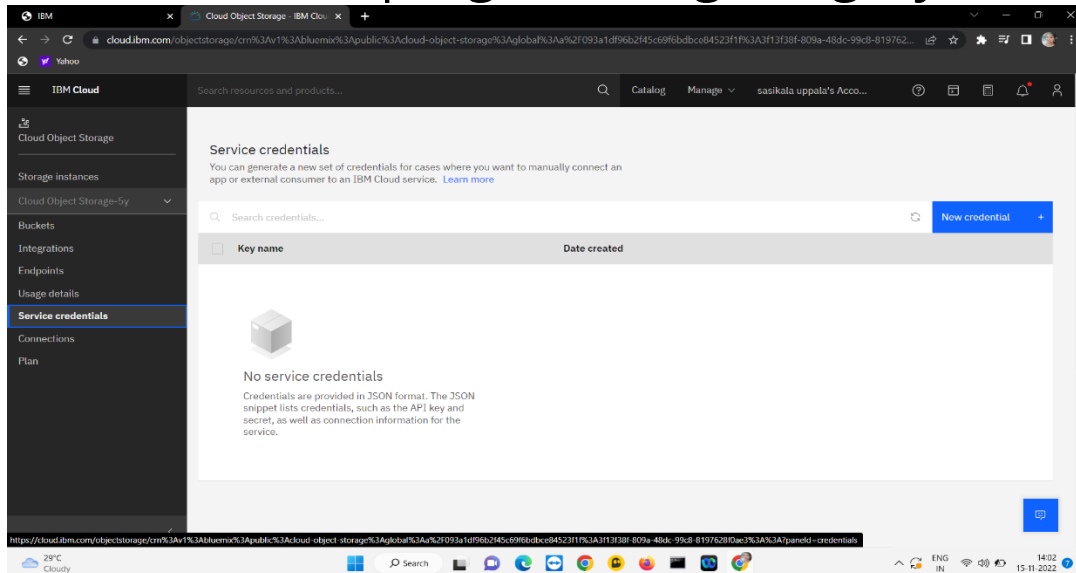 IBM
Cloud Object Storage - IBM Clou
cloud.ibm.com/objectstorage/crn%3Av1%3Abluemix%3Apublic%3Acloud-object-storage%3Aglobal%3Aa%2F093a1df96b2f45c69f6bdbce84523f1f%3A3f13f38f-809a-48dc-99c8-819762...
Yahoo
IBM Cloud
Search resources and products...
Catalog
Manage
sasikala uppala's Acco...
Cloud Object Storage
Storage instances
Cloud Object Storage-5y
Buckets
Integrations
Endpoints
Usage details
Service credentials
Connections
Plan
Service credentials
You can generate a new set of credentials for cases where you want to manually connect an
app or external consumer to an IBM Cloud service. Learn more
Search credentials...
New credential +
Key name
Date created
No service credentials
Credentials are provided in JSON format. The JSON
snippet lists credentials, such as the API key and
secret, as well as connection information for the
service.
https://cloud.ibm.com/objectstorage/crn%3Av1%3Abluemix%3Apublic%3Acloud-object-storage%3Aglobal%3Aa%2F093a1df96b2f45c69f6bdbce84523f1f%3A3f13f38f-809a-48dc-99c8-8197628f0ae3%3A%3A?paneId=credentials
29°C
Cloudy
Search
ENG
IN
14:02
15-11-2022
7